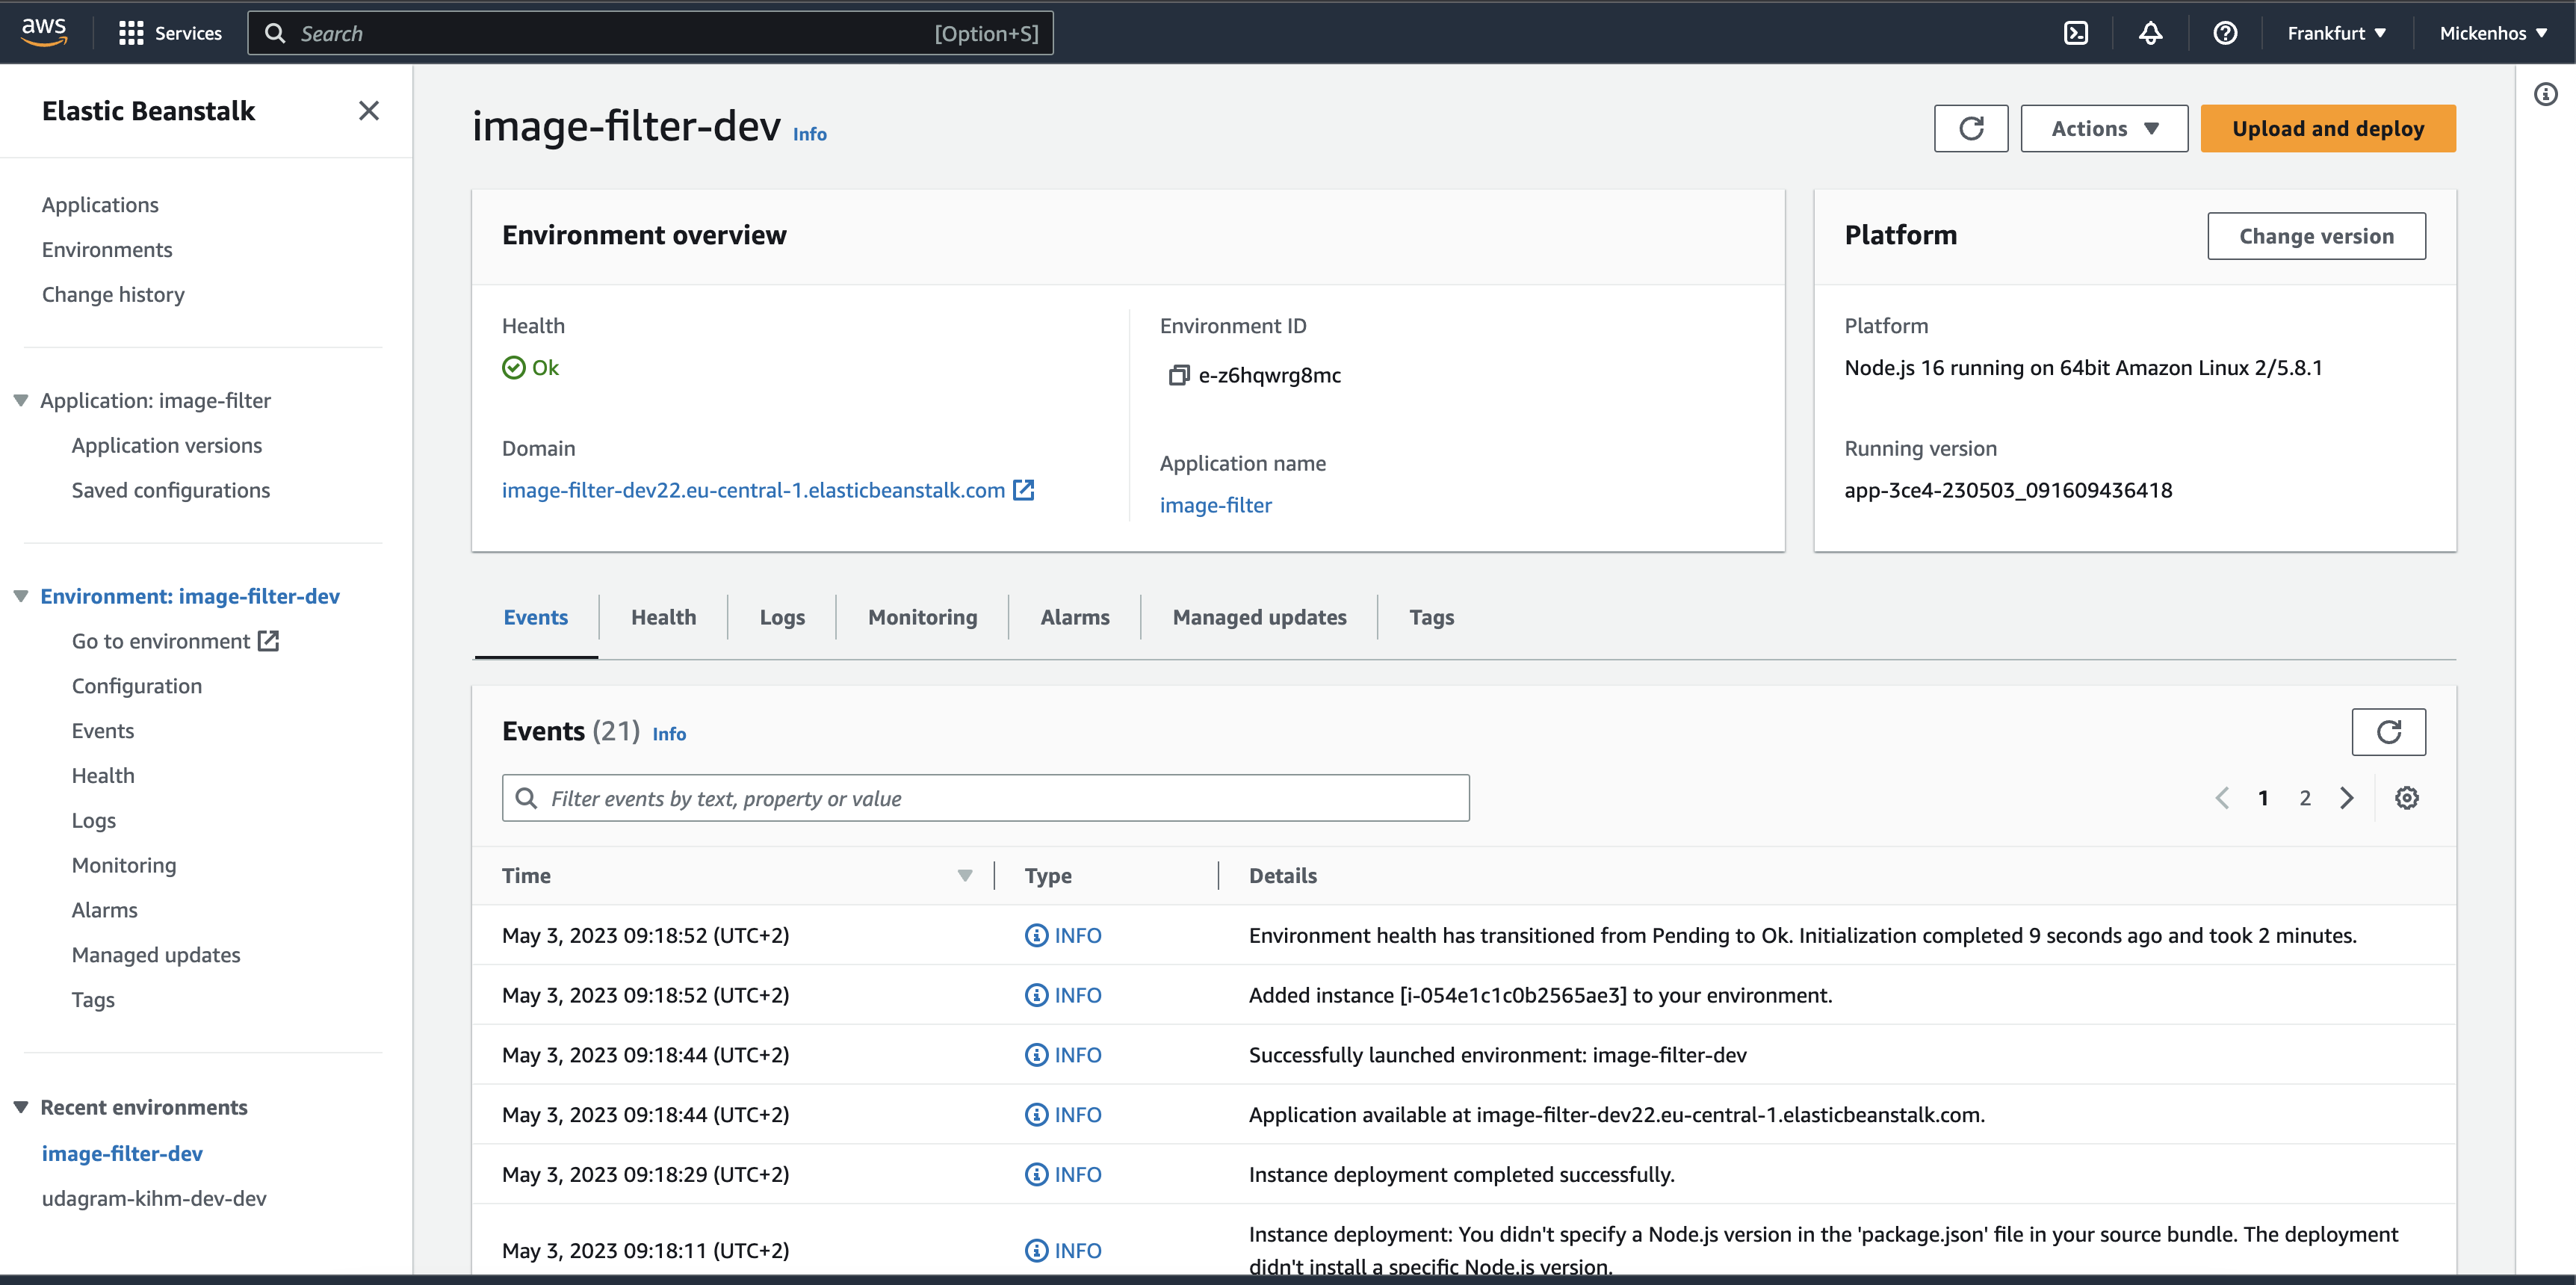 aws
Services
Search
[Option+S]
Frankfurt
Mickenhos
Elastic Beanstalk
Applications
Environments
Change history
Application: image-filter
Application versions
Saved configurations
Environment: image-filter-dev
Go to environment
Configuration
Events
Health
Logs
Monitoring
Alarms
Managed updates
Tags
Recent environments
image-filter-dev
udagram-kihm-dev-dev
image-filter-dev Info
Actions
Upload and deploy
Environment overview
Health
Ok
Domain
image-filter-dev22.eu-central-1.elasticbeanstalk.com
Environment ID
e-z6hqwrg8mc
Application name
image-filter
Platform
Change version
Platform
Node.js 16 running on 64bit Amazon Linux 2/5.8.1
Running version
app-3ce4-230503_091609436418
Events Health Logs Monitoring Alarms Managed updates Tags
Events (21) Info
Filter events by text, property or value
1 2
Time Type Details
May 3, 2023 09:18:52 (UTC+2) INFO Environment health has transitioned from Pending to Ok. Initialization completed 9 seconds ago and took 2 minutes.
May 3, 2023 09:18:52 (UTC+2) INFO Added instance [i-054e1c1c0b2565ae3] to your environment.
May 3, 2023 09:18:44 (UTC+2) INFO Successfully launched environment: image-filter-dev
May 3, 2023 09:18:44 (UTC+2) INFO Application available at image-filter-dev22.eu-central-1.elasticbeanstalk.com.
May 3, 2023 09:18:29 (UTC+2) INFO Instance deployment completed successfully.
May 3, 2023 09:18:11 (UTC+2) INFO Instance deployment: You didn't specify a Node.js version in the 'package.json' file in your source bundle. The deployment
didn't install a specific Node.js version.